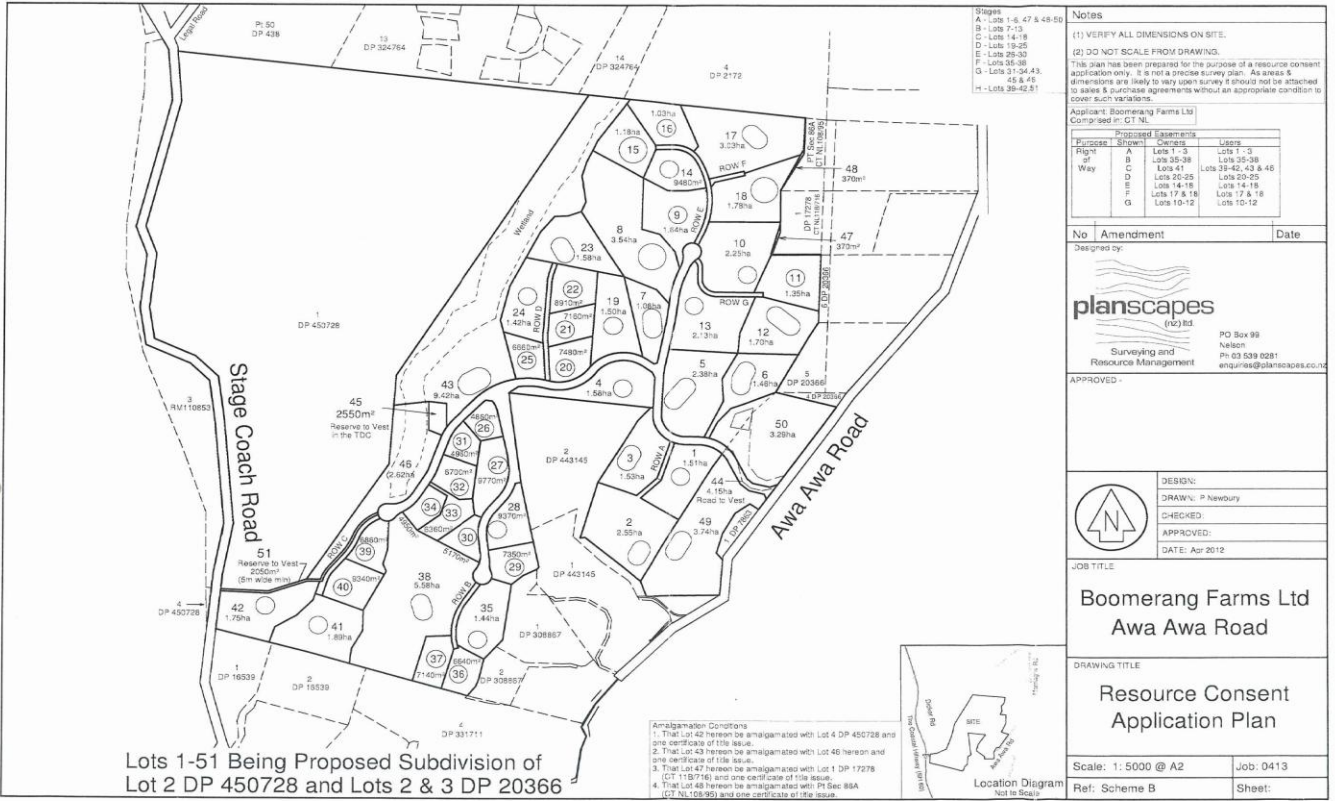 Legal Road
Pt 50
DP 438
13
DP 324764
14
DP 324764
4
DP 2172
Stages
A - Lots 1-6, 47 & 48-50
B - Lots 7-13
C - Lots 14-18
D - Lots 19-25
E - Lots 26-30
F - Lots 35-38
G - Lots 31-34,43,
45 & 46
H - Lots 39-42,51
Notes
(1) VERIFY ALL DIMENSIONS ON SITE.
(2) DO NOT SCALE FROM DRAWING.
This plan has been prepared for the purpose of a resource consent
application only. It is not a precise survey plan. As areas &
dimensions are likely to vary upon survey it should not be attached
to sales & purchase agreements without an appropriate condition to
cover such variations.
Applicant: Boomerang Farms Ltd
Comprised in: CT NL
Proposed Easements
Purpose Shown Owners Users
Right A Lots 1 - 3 Lots 1 - 3
of B Lots 35-38 Lots 35-38
Way C Lots 41 Lots 39-42, 43 & 46
D Lots 20-25 Lots 20-25
E Lots 14-18 Lots 14-18
F Lots 17 & 18 Lots 17 & 18
G Lots 10-12 Lots 10-12
No Amendment Date
Designed by:
planscapes
(nz) ltd.
Surveying and
Resource Management
PO Box 99
Nelson
Ph 03 539 0281
enquiries@planscapes.co.nz
APPROVED -
N
DESIGN:
DRAWN: P Newbury
CHECKED:
APPROVED:
DATE: Apr 2012
JOB TITLE
Boomerang Farms Ltd
Awa Awa Road
DRAWING TITLE
Resource Consent
Application Plan
Scale: 1: 5000 @ A2
Job: 0413
Ref: Scheme B
Sheet:
1.03ha
16
1.18ha
15
17
3.03ha
PT Sec 86A
CT NL108/95
14
9480m²
ROW F
48
370m²
18
1.78ha
9
1.64ha
ROW E
1
DP 17278
8
3.54ha
10
2.25ha
47
370m²
Wetland
23
1.58ha
11
1.35ha
6 DP 20366
22
8910m²
ROW D
24
1.42ha
7160m²
21
19
1.50ha
7
1.08ha
ROW G
13
2.13ha
12
1.70ha
1
DP 450728
6660m²
25
7480m²
20
5
2.38ha
6
1.46ha
5
DP 20366
4 DP 20366
43
9.42ha
4
1.58ha
3
RM110853
Stage Coach Road
45
2550m²
Reserve to Vest
in the TDC
26
31
4860m²
2
DP 443145
50
3.29ha
27
9770m²
6700m²
32
46
(2.62ha)
3
1.53ha
ROW A
1
1.51ha
44
4.15ha
Road to Vest
Awa Awa Road
34
33
28
9370m²
30
5170m²
49
3.74ha
2
2.55ha
1 DP 7863
ROW C
39
51
Reserve to Vest
2050m²
(5m wide min)
7350m²
29
1
DP 443145
40
9340m²
38
5.58ha
4
DP 450728
42
1.75ha
ROW B
35
1.44ha
41
1.89ha
1
DP 308867
37
7140m²
6640m²
36
2
DP 308867
1
DP 16539
2
DP 18539
DP 331711
Lots 1-51 Being Proposed Subdivision of
Lot 2 DP 450728 and Lots 2 & 3 DP 20366
Amalgamation Conditions
1. That Lot 42 hereon be amalgamated with Lot 4 DP 450728 and
one certificate of title issue.
2. That Lot 43 hereon be amalgamated with Lot 46 hereon and
one certificate of title issue.
3. That Lot 47 hereon be amalgamated with Lot 1 DP 17278
(CT 11B/716) and one certificate of title issue.
4. That Lot 48 hereon be amalgamated with Pt Sec 86A
(CT NL108/95) and one certificate of title issue.
SITE
Awa Awa Rd
Location Diagram
Not to Scale